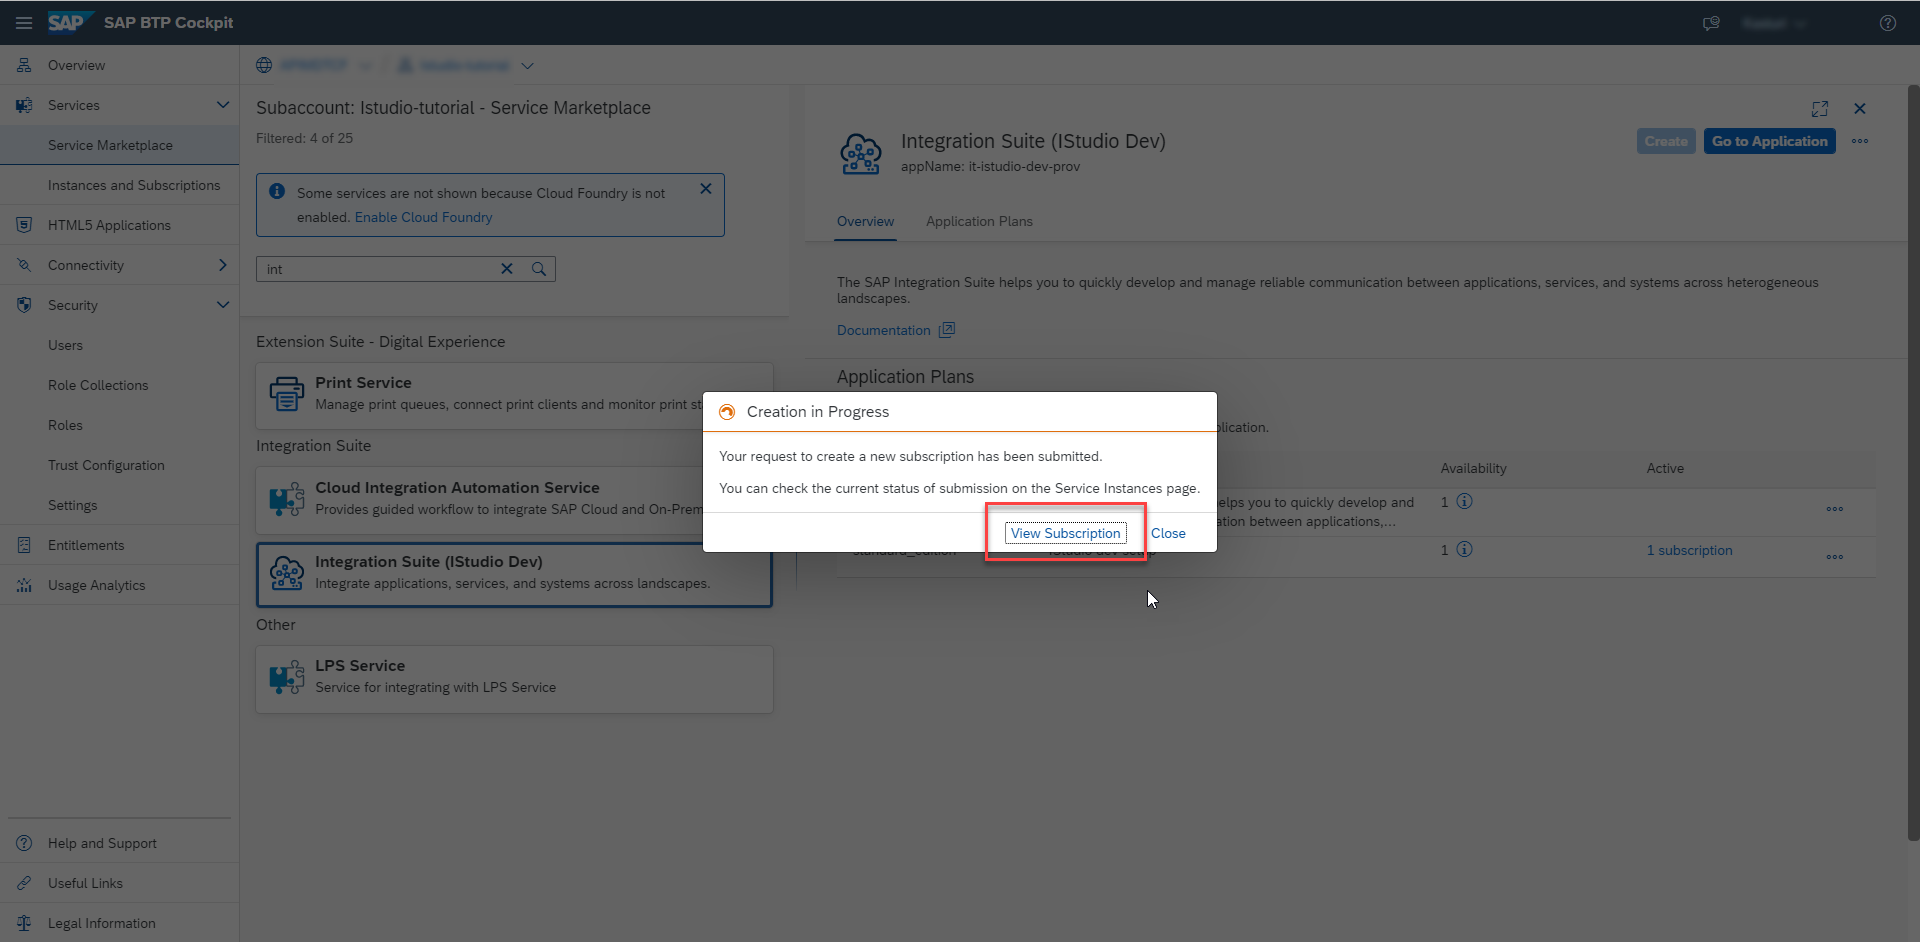 SAP
SAP BTP Cockpit
Overview
Services
Service Marketplace
Instances and Subscriptions
HTML5 Applications
Connectivity
Security
Users
Role Collections
Roles
Trust Configuration
Settings
Entitlements
Usage Analytics
Help and Support
Useful Links
Legal Information
Subaccount: Istudio-tutorial - Service Marketplace
Filtered: 4 of 25
Some services are not shown because Cloud Foundry is not
enabled. Enable Cloud Foundry
int
Extension Suite - Digital Experience
Print Service
Manage print queues, connect print clients and monitor print st
Integration Suite
Cloud Integration Automation Service
Provides guided workflow to integrate SAP Cloud and On-Prem
Integration Suite (IStudio Dev)
Integrate applications, services, and systems across landscapes.
Other
LPS Service
Service for integrating with LPS Service
Integration Suite (IStudio Dev)
appName: it-istudio-dev-prov
Create
Go to Application
Overview
Application Plans
The SAP Integration Suite helps you to quickly develop and manage reliable communication between applications, services, and systems across heterogeneous
landscapes.
Documentation
Application Plans
plication.
Availability
Active
elps you to quickly develop and
ation between applications,...
1
standard_edition
1
1 subscription
Creation in Progress
Your request to create a new subscription has been submitted.
You can check the current status of submission on the Service Instances page.
View Subscription
Close